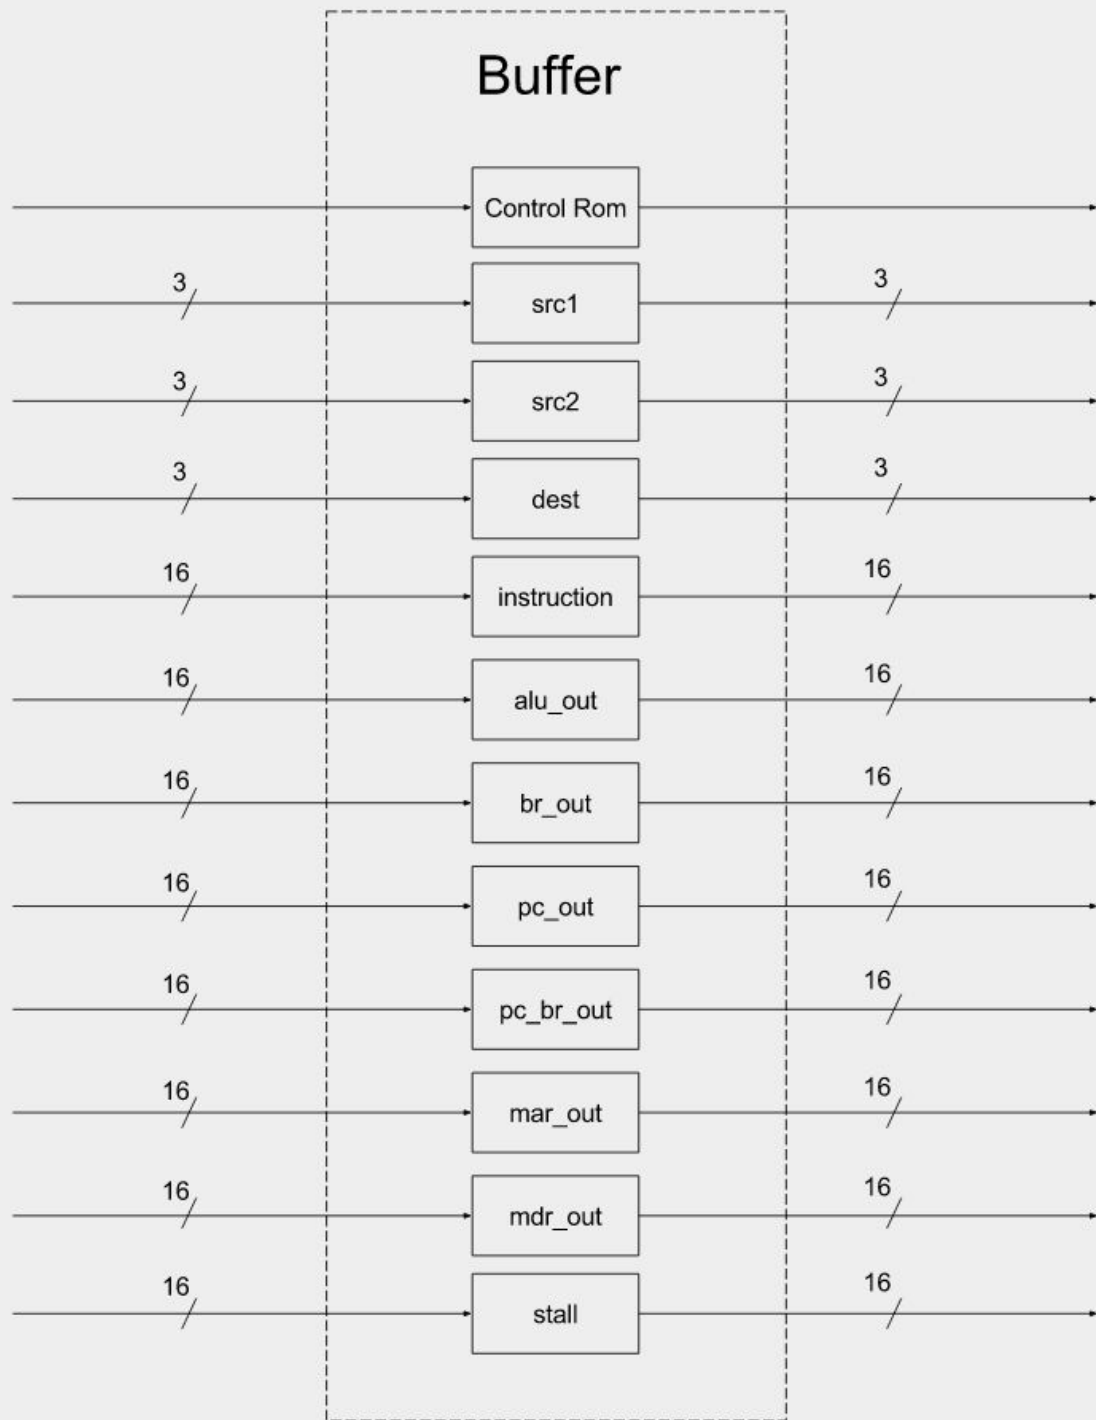 Buffer
Control Rom
3 src1 3
3 src2 3
3 dest 3
16 instruction 16
16 alu_out 16
16 br_out 16
16 pc_out 16
16 pc_br_out 16
16 mar_out 16
16 mdr_out 16
16 stall 16